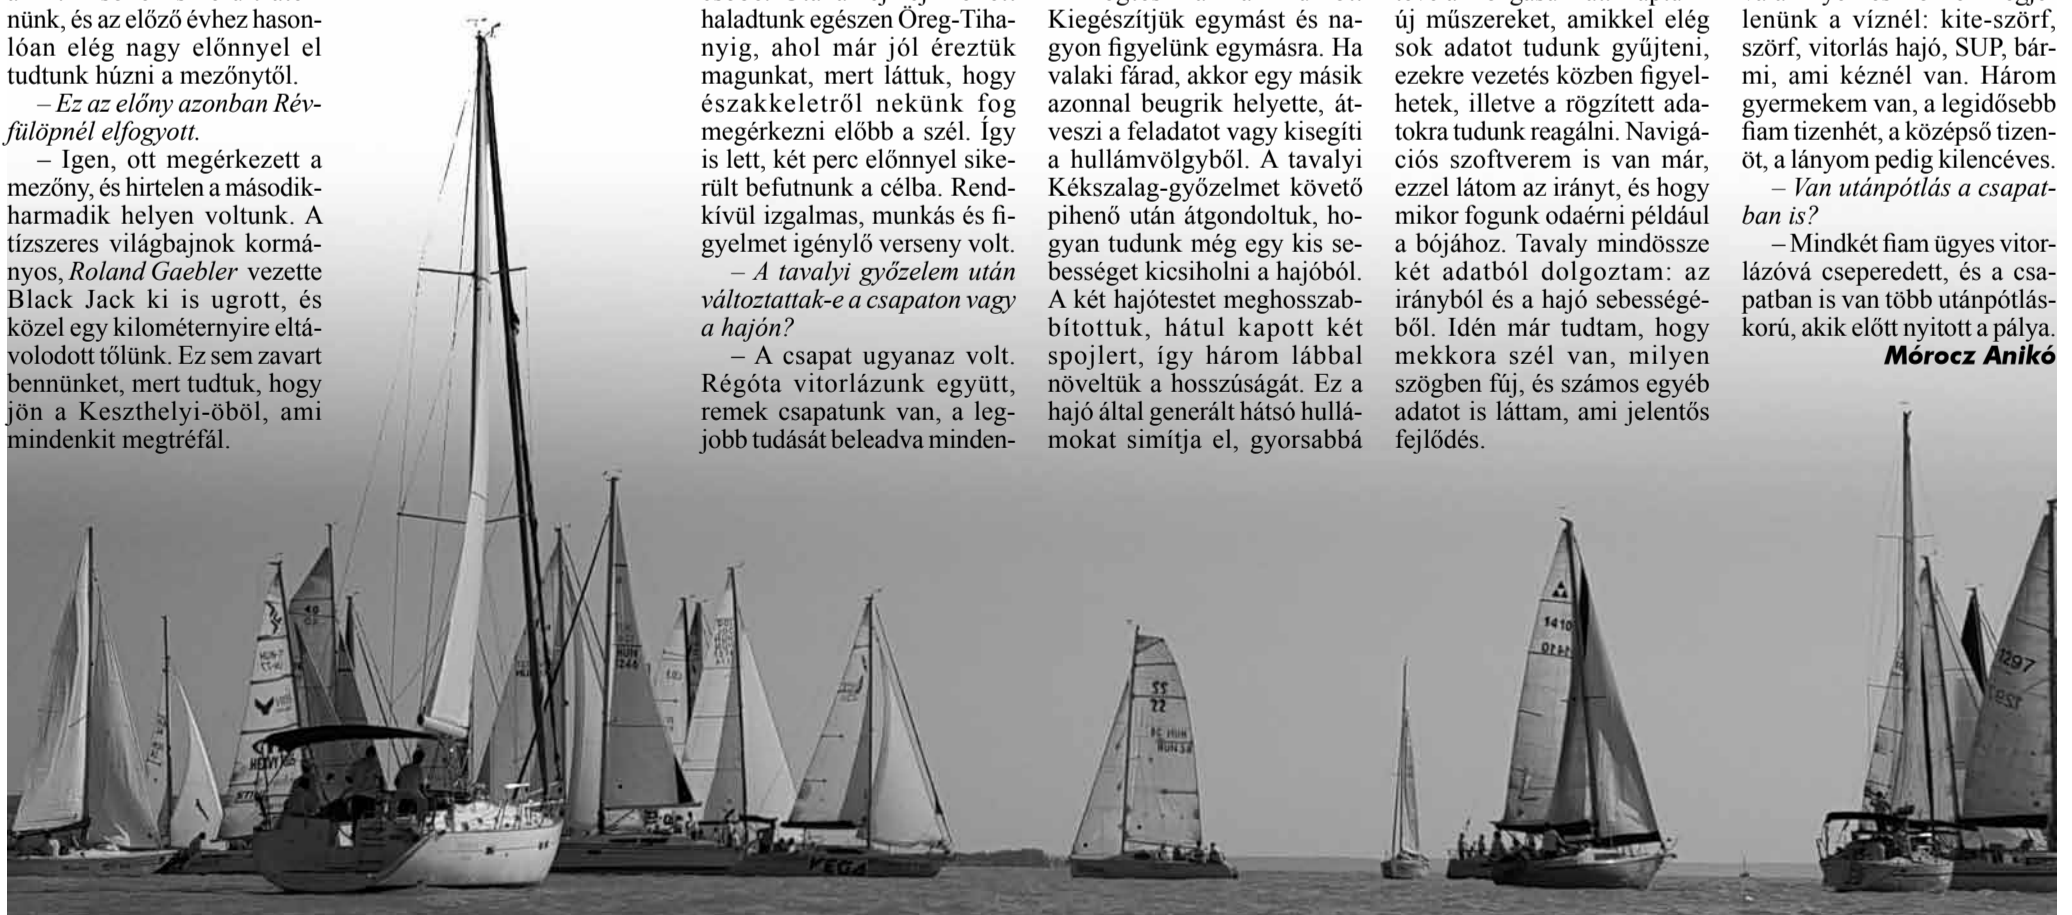 nünk, és az előző évhez hason-
lóan elég nagy előnnyel el
tudtunk húzni a mezőnytől.
– Ez az előny azonban Rév-
fülöpnél elfogyott.
– Igen, ott megérkezett a
mezőny, és hirtelen a második-
harmadik helyen voltunk. A
tízszeres világbajnok kormá-
nyos, Roland Gaebler vezette
Black Jack ki is ugrott, és
közel egy kilométernyire eltá-
volodott tőlünk. Ez sem zavart
bennünket, mert tudtuk, hogy
jön a Keszthelyi-öböl, ami
mindenkit megtréfál.
haladtunk egészen Öreg-Tiha-
nyig, ahol már jól éreztük
magunkat, mert láttuk, hogy
északkeletről nekünk fog
megérkezni előbb a szél. Így
is lett, két perc előnnyel sike-
rült befutnunk a célba. Rend-
kívül izgalmas, munkás és fi-
gyelmet igénylő verseny volt.
– A tavalyi győzelem után
változtattak-e a csapaton vagy
a hajón?
– A csapat ugyanaz volt.
Régóta vitorlázunk együtt,
remek csapatunk van, a leg-
jobb tudását beleadva minden-
Kiegészítjük egymást és na-
gyon figyelünk egymásra. Ha
valaki fárad, akkor egy másik
azonnal beugrik helyette, át-
veszi a feladatot vagy kisegíti
a hullámvölgyből. A tavalyi
Kékszalag-győzelmet követő
pihenő után átgondoltuk, ho-
gyan tudunk még egy kis se-
bességet kicsiholni a hajóból.
A két hajótestet meghosszab-
bítottuk, hátul kapott két
spojlert, így három lábbal
növeltük a hosszúságát. Ez a
hajó által generált hátsó hullá-
mokat simítja el, gyorsabbá
új műszereket, amikkel elég
sok adatot tudunk gyűjteni,
ezekre vezetés közben figyel-
hetek, illetve a rögzített ada-
tokra tudunk reagálni. Navigá-
ciós szoftverem is van már,
ezzel látom az irányt, és hogy
mikor fogunk odaérni például
a bójához. Tavaly mindössze
két adatból dolgoztam: az
irányból és a hajó sebességé-
ből. Idén már tudtam, hogy
mekkora szél van, milyen
szögben fúj, és számos egyéb
adatot is láttam, ami jelentős
fejlődés.
lenünk a víznél: kite-szörf,
szörf, vitorlás hajó, SUP, bár-
mi, ami kéznél van. Három
gyermekem van, a legidősebb
fiam tizenhét, a középső tizen-
öt, a lányom pedig kilencéves.
– Van utánpótlás a csapat-
ban is?
– Mindkét fiam ügyes vitor-
lázóvá cseperedett, és a csa-
patban is van több utánpótlás-
korú, akik előtt nyitott a pálya.
Mórocz Anikó
HUN
1410
1410
22
22
1297
VEGA